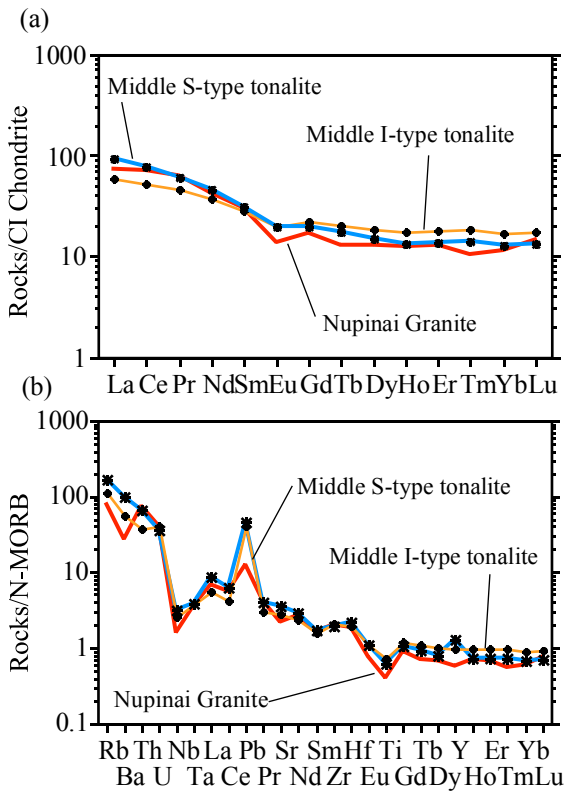 (a)
1000
Middle S-type tonalite
Middle I-type tonalite
100
10
Nupinai Granite
1
Rocks/CI Chondrite
La Ce Pr Nd Sm Eu Gd Tb Dy Ho Er Tm Yb Lu
(b)
1000
Middle S-type tonalite
100
Middle I-type tonalite
10
1
Nupinai Granite
0.1
Rocks/N-MORB
Rb Th Nb La Pb Sr Sm Hf Ti Tb Y Er Yb
Ba U Ta Ce Pr Nd Zr Eu Gd Dy Ho Tm Lu